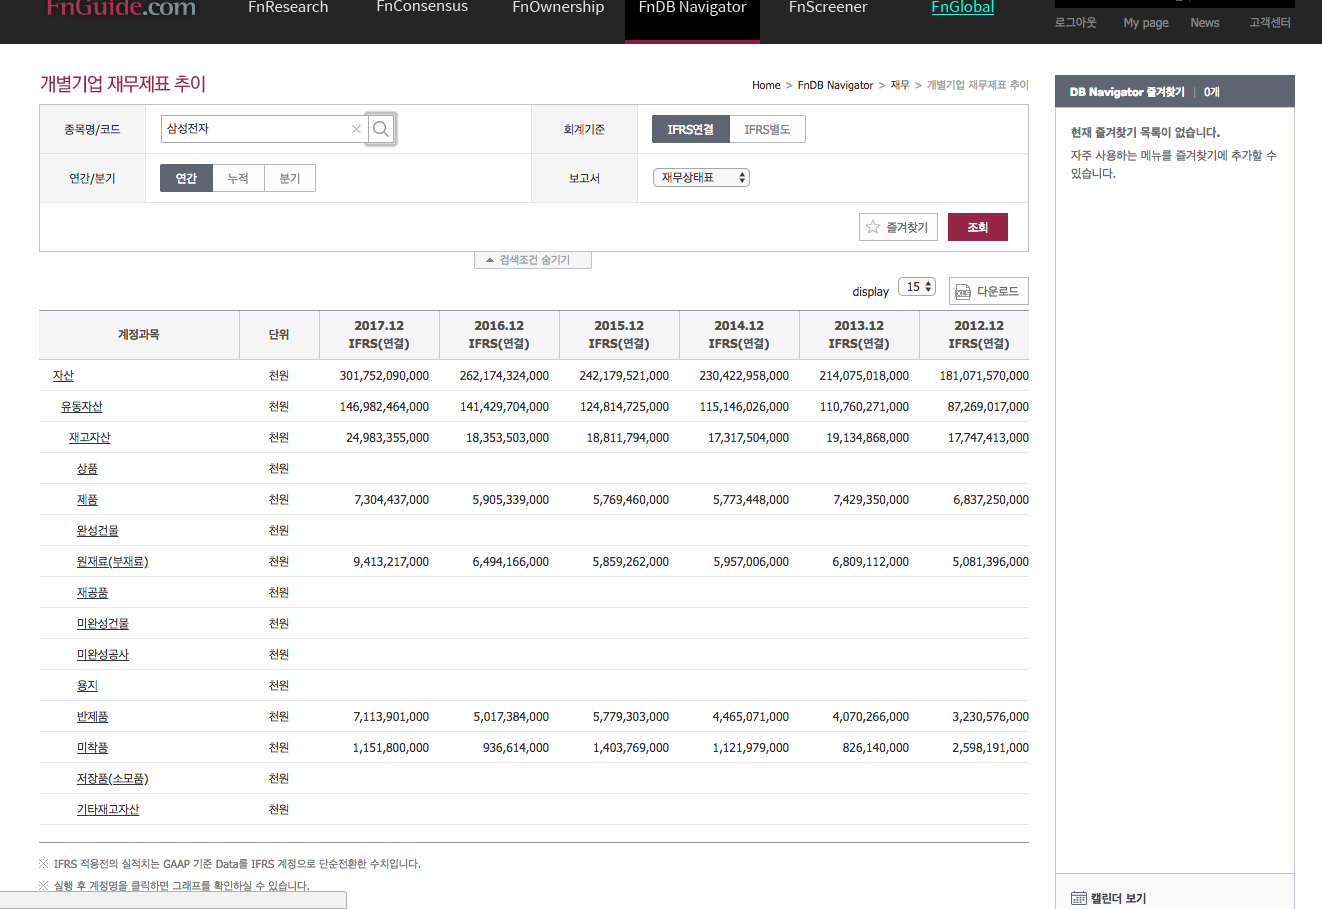 FnGuide.com FnResearch FnConsensus FnOwnership FnDB Navigator FnScreener FnGlobal
로그아웃 My page News 고객센터
개별기업 재무제표 추이
Home > FnDB Navigator > 재무 > 개별기업 재무제표 추이
종목명/코드 삼성전자 회계기준 IFRS연결 IFRS별도
연간/분기 연간 누적 분기 보고서 재무상태표
즐겨찾기 조회
검색조건 숨기기
display 15 다운로드
계정과목 단위 2017.12 IFRS(연결) 2016.12 IFRS(연결) 2015.12 IFRS(연결) 2014.12 IFRS(연결) 2013.12 IFRS(연결) 2012.12 IFRS(연결)
자산 천원 301,752,090,000 262,174,324,000 242,179,521,000 230,422,958,000 214,075,018,000 181,071,570,000
유동자산 천원 146,982,464,000 141,429,704,000 124,814,725,000 115,146,026,000 110,760,271,000 87,269,017,000
재고자산 천원 24,983,355,000 18,353,503,000 18,811,794,000 17,317,504,000 19,134,868,000 17,747,413,000
상품 천원
제품 천원 7,304,437,000 5,905,339,000 5,769,460,000 5,773,448,000 7,429,350,000 6,837,250,000
완성건물 천원
원재료(부재료) 천원 9,413,217,000 6,494,166,000 5,859,262,000 5,957,006,000 6,809,112,000 5,081,396,000
재공품 천원
미완성건물 천원
미완성공사 천원
용지 천원
반제품 천원 7,113,901,000 5,017,384,000 5,779,303,000 4,465,071,000 4,070,266,000 3,230,576,000
미착품 천원 1,151,800,000 936,614,000 1,403,769,000 1,121,979,000 826,140,000 2,598,191,000
저장품(소모품) 천원
기타재고자산 천원
※ IFRS 적용전의 실적치는 GAAP 기준 Data를 IFRS 계정으로 단순전환한 수치입니다.
※ 실행 후 계정명을 클릭하면 그래프를 확인하실 수 있습니다.
DB Navigator 즐겨찾기 | 0개
현재 즐겨찾기 목록이 없습니다.
자주 사용하는 메뉴를 즐겨찾기에 추가할 수
있습니다.
캘린더 보기